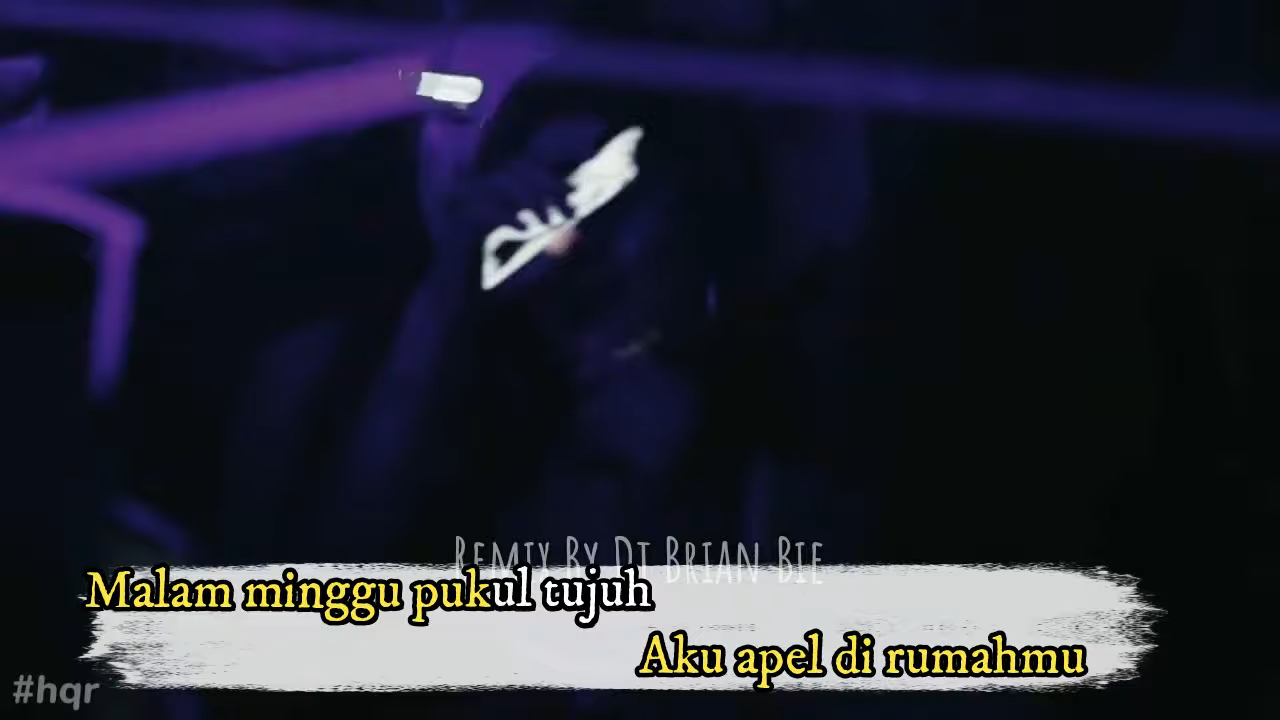 Remix By Dj Brian Bie
Malam minggu pukul tujuh
Aku apel di rumahmu
#hqr